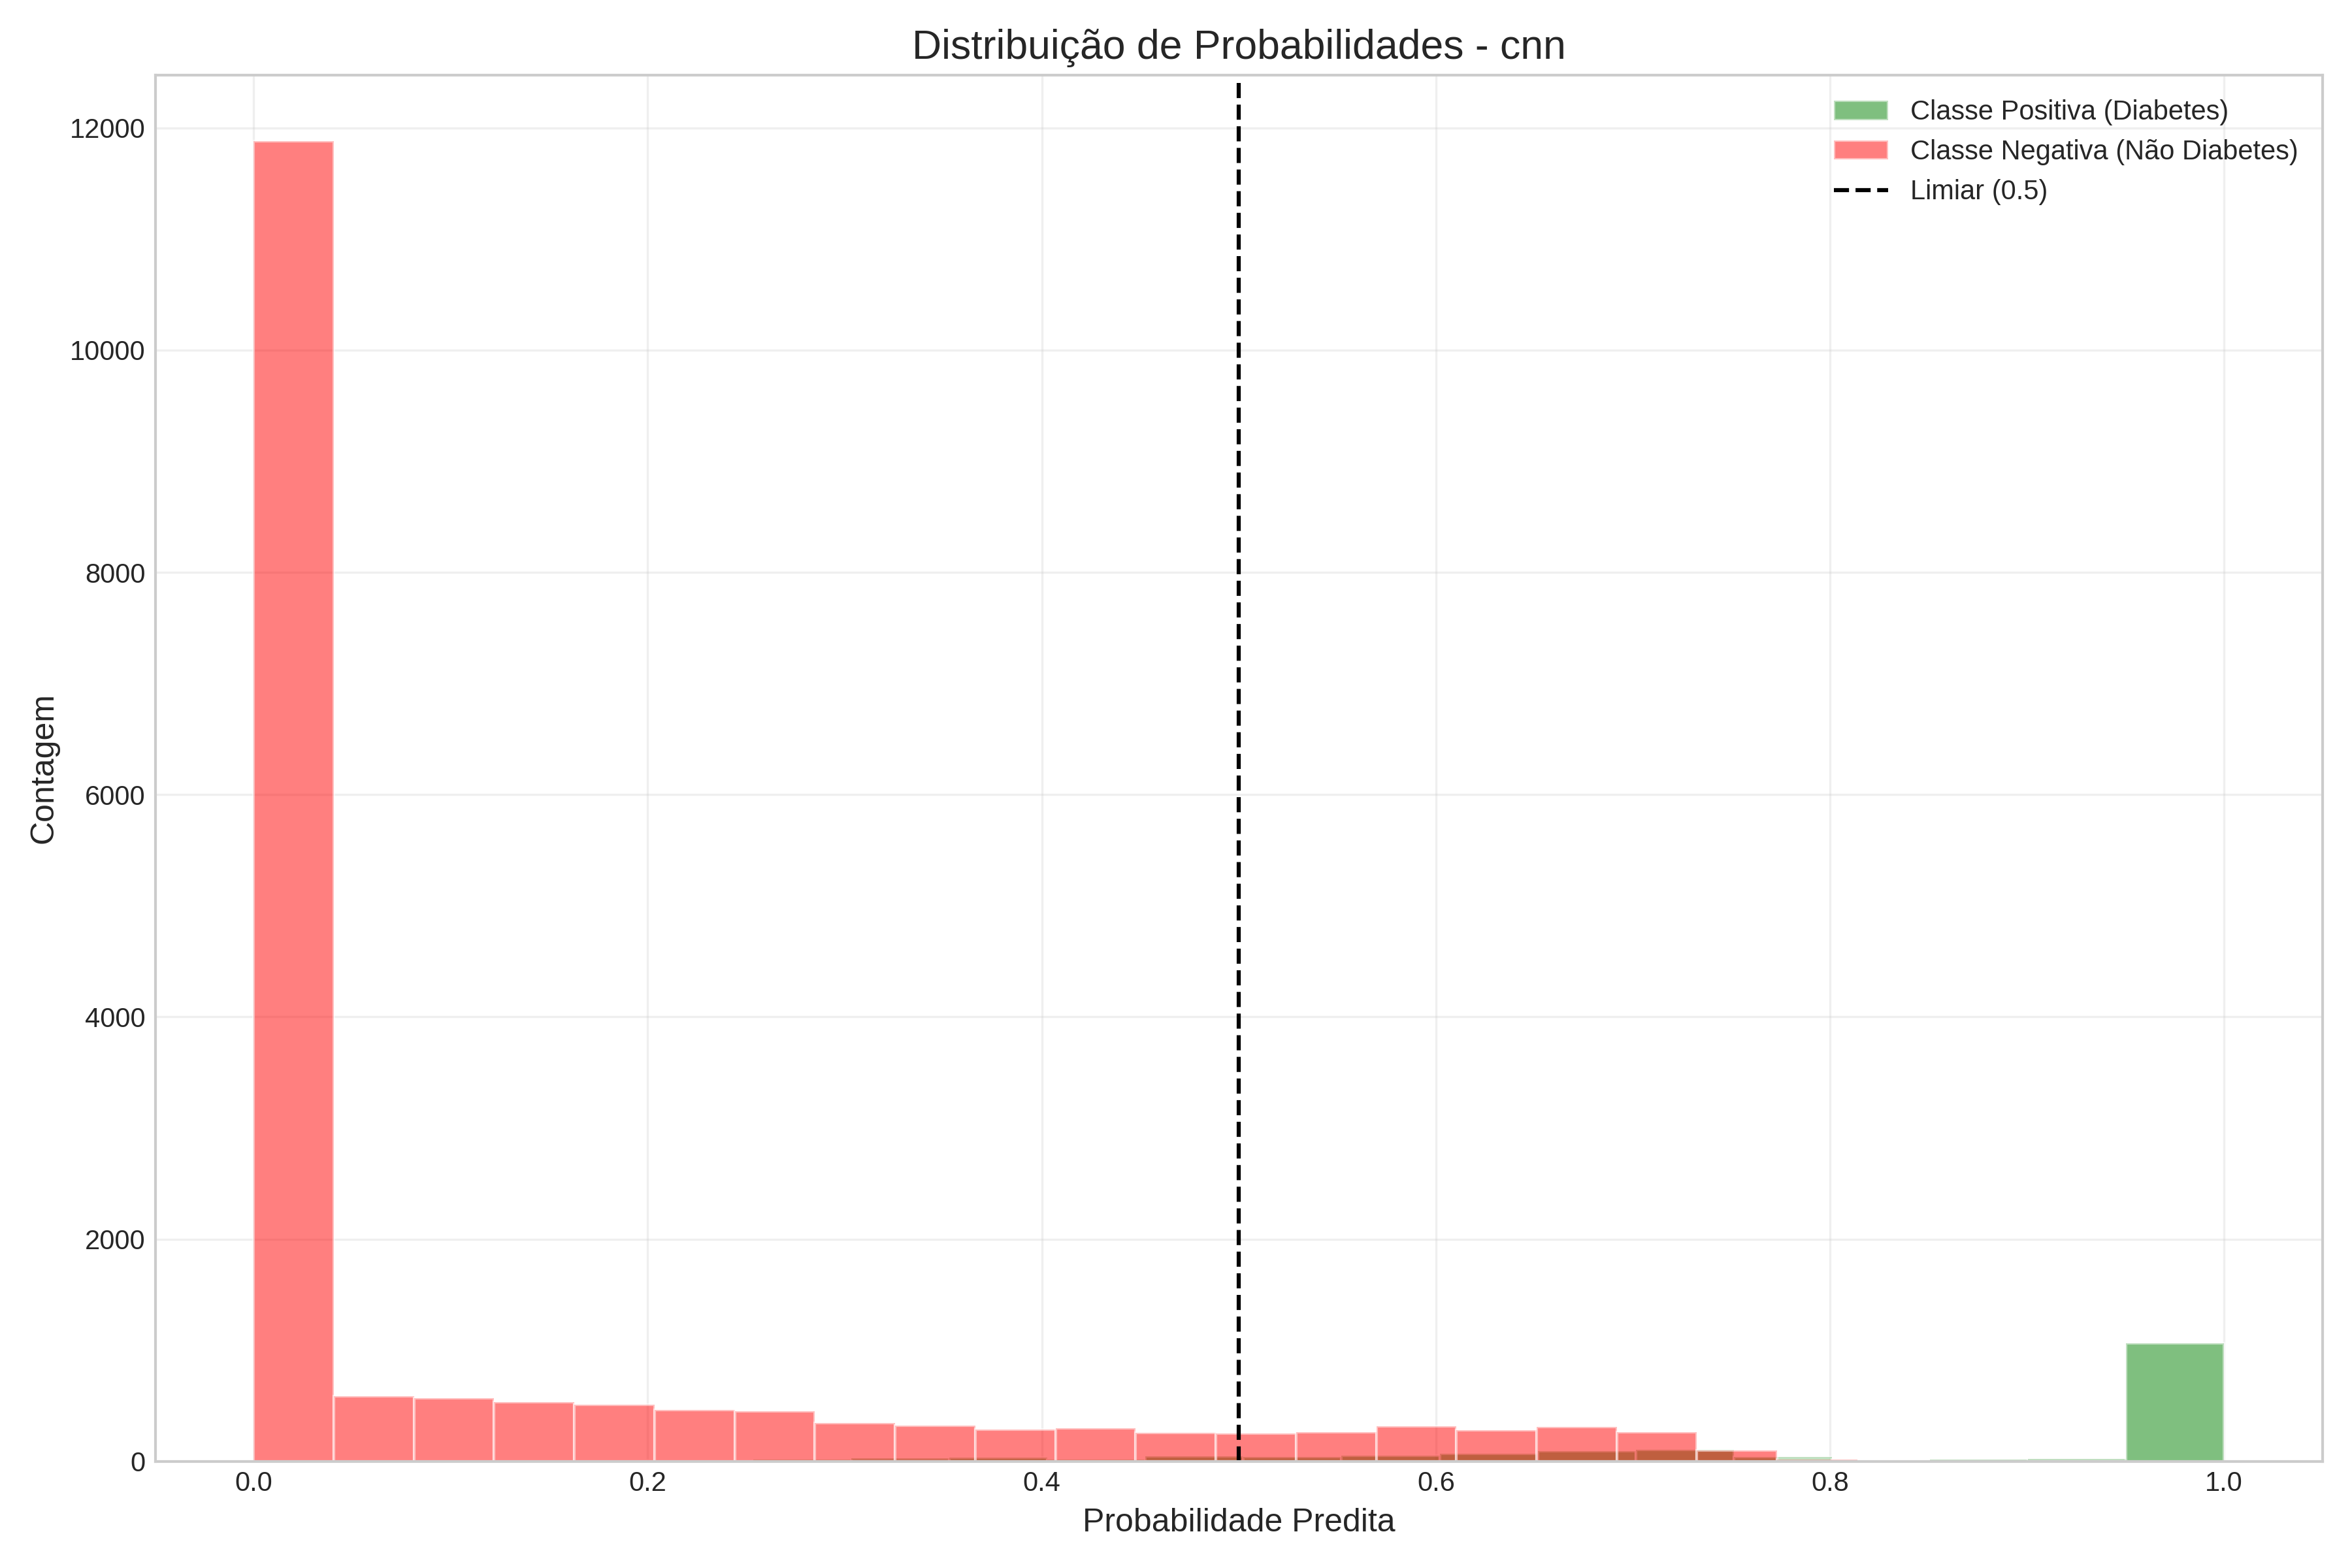 Distribuição de Probabilidades - cnn
Classe Positiva (Diabetes)
Classe Negativa (Não Diabetes)
Limiar (0.5)
Contagem
12000
10000
8000
6000
4000
2000
0
0.0 0.2 0.4 0.6 0.8 1.0
Probabilidade Predita